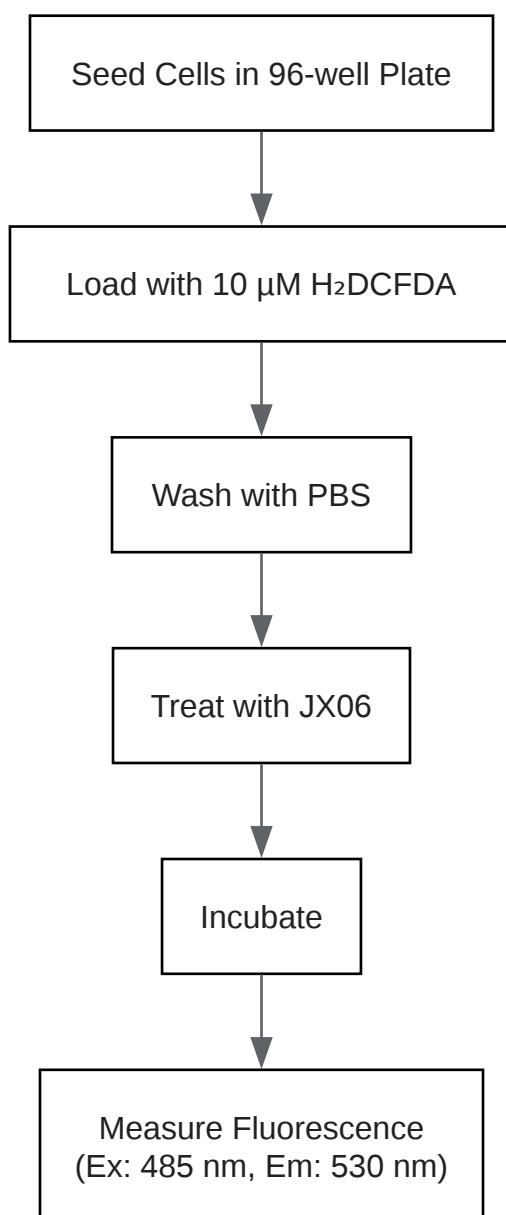 Seed Cells in 96-well Plate
Load with 10 µM H₂DCFDA
Wash with PBS
Treat with JX06
Incubate
Measure Fluorescence
(Ex: 485 nm, Em: 530 nm)